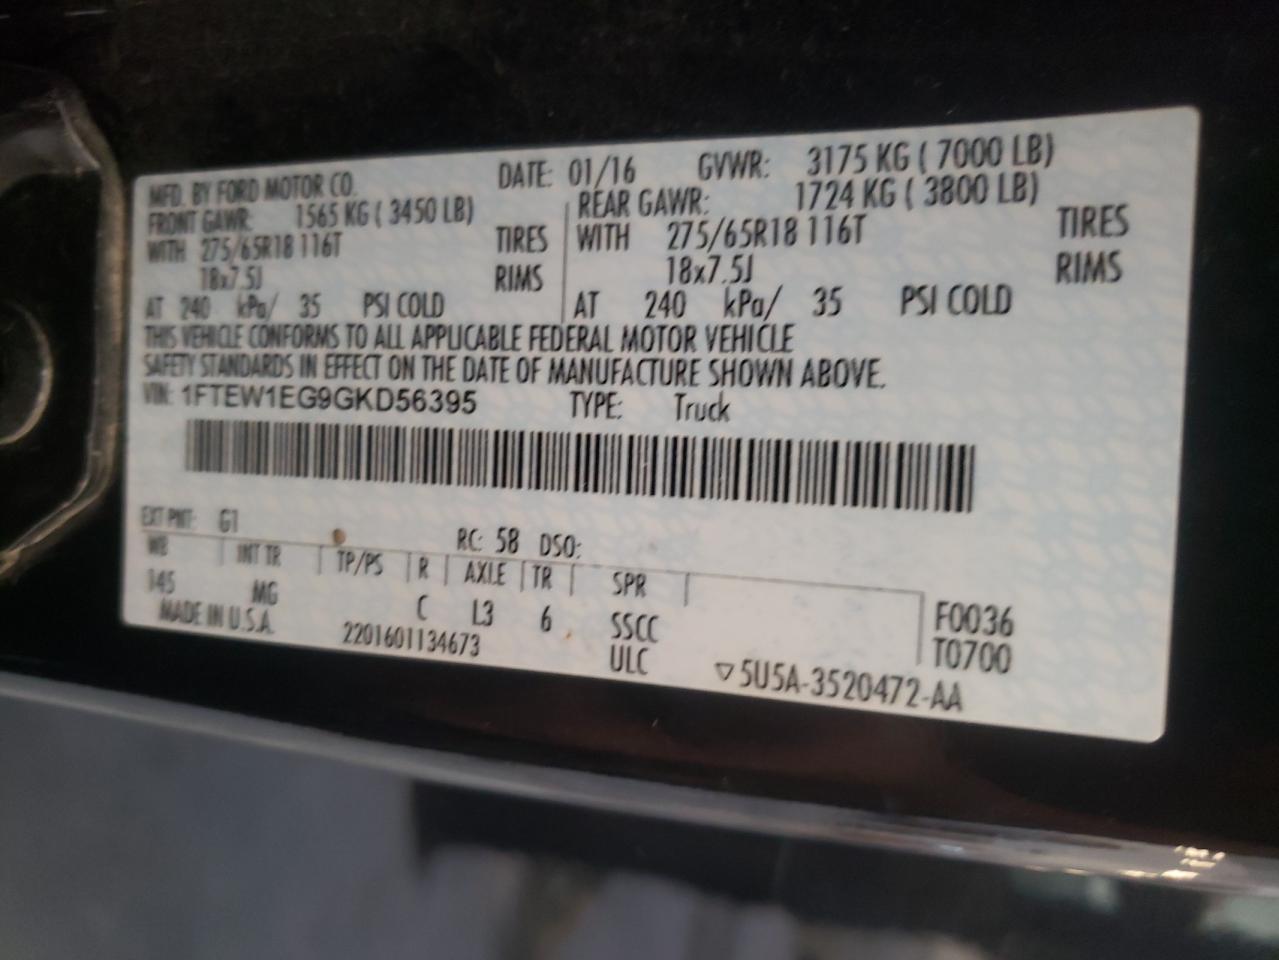 MFD. BY FORD MOTOR CO. DATE: 01/16 GVWR: 3175 KG ( 7000 LB)
FRONT GAWR: 1565 KG ( 3450 LB) REAR GAWR: 1724 KG ( 3800 LB)
WITH 275/65R18 116T TIRES WITH 275/65R18 116T TIRES
18x7.5J RIMS 18x7.5J RIMS
AT 240 kPa/ 35 PSI COLD AT 240 kPa/ 35 PSI COLD
THIS VEHICLE CONFORMS TO ALL APPLICABLE FEDERAL MOTOR VEHICLE
SAFETY STANDARDS IN EFFECT ON THE DATE OF MANUFACTURE SHOWN ABOVE.
VIN: 1FTEW1EG9GKD56395 TYPE: Truck
EXT PNT: G1 RC: 58 DSO:
WB INT TR TP/PS R AXLE TR SPR
145 MG C L3 6 SSCC F0036
MADE IN U.S.A. 2201601134673 ULC T0700
▽5U5A-3520472-AA